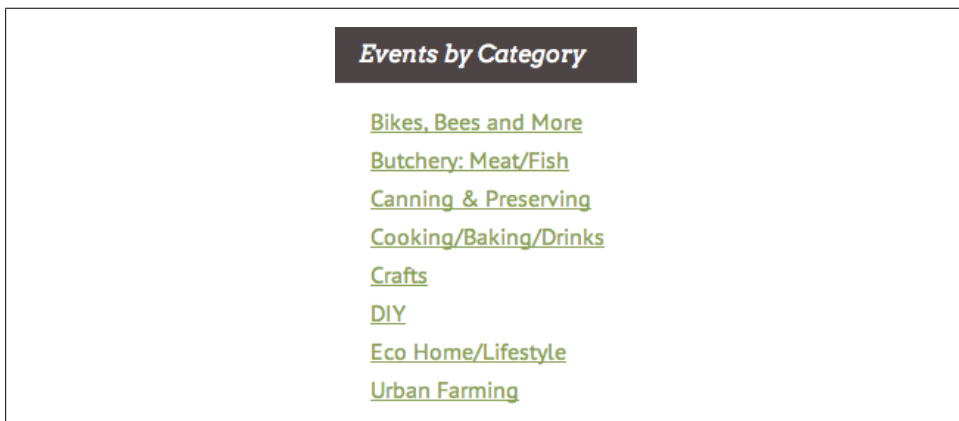 Events by Category
Bikes, Bees and More
Butchery: Meat/Fish
Canning & Preserving
Cooking/Baking/Drinks
Crafts
DIY
Eco Home/Lifestyle
Urban Farming